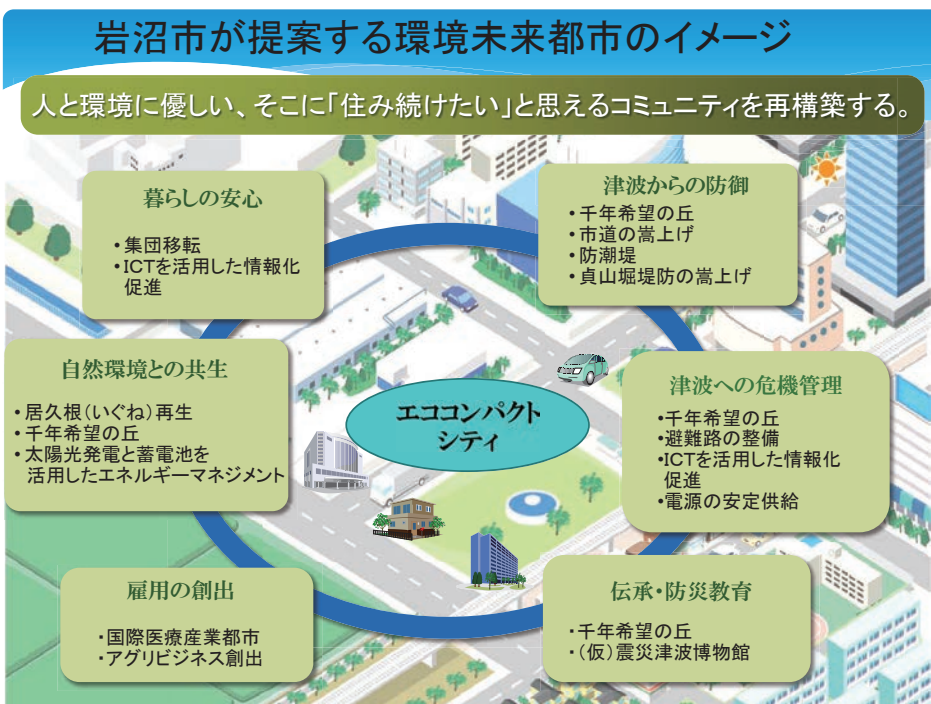 岩沼市が提案する環境未来都市のイメージ
人と環境に優しい、そこに「住み続けたい」と思えるコミュニティを再構築する。
暮らしの安心
・集団移転
・ICTを活用した情報化
促進
津波からの防御
・千年希望の丘
・市道の嵩上げ
・防潮堤
・貞山堀堤防の嵩上げ
自然環境との共生
・居久根(いぐね)再生
・千年希望の丘
・太陽光発電と蓄電池を
活用したエネルギーマネジメント
エココンパクト
シティ
津波への危機管理
・千年希望の丘
・避難路の整備
・ICTを活用した情報化
促進
・電源の安定供給
雇用の創出
・国際医療産業都市
・アグリビジネス創出
伝承・防災教育
・千年希望の丘
・(仮)震災津波博物館